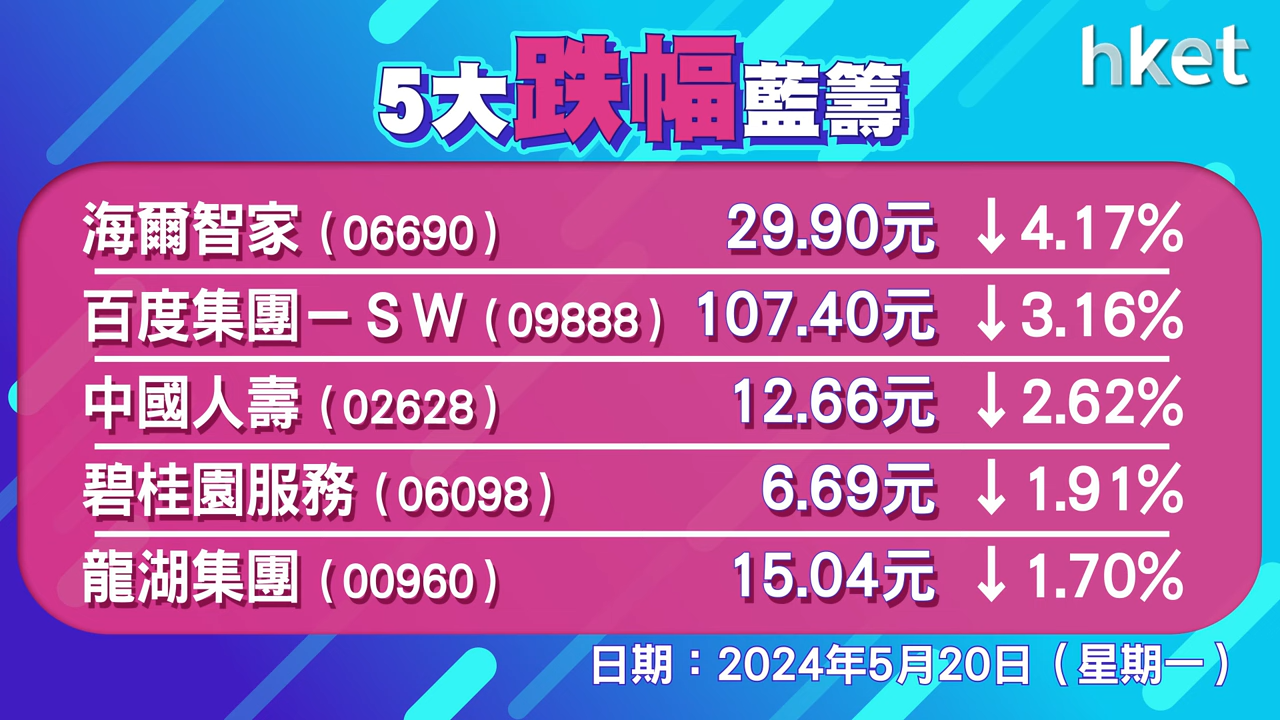 hket
5大跌幅藍籌
海爾智家（06690） 29.90元 ↓4.17%
百度集團－ＳＷ（09888） 107.40元 ↓3.16%
中國人壽（02628） 12.66元 ↓2.62%
碧桂園服務（06098） 6.69元 ↓1.91%
龍湖集團（00960） 15.04元 ↓1.70%
日期：2024年5月20日（星期一）